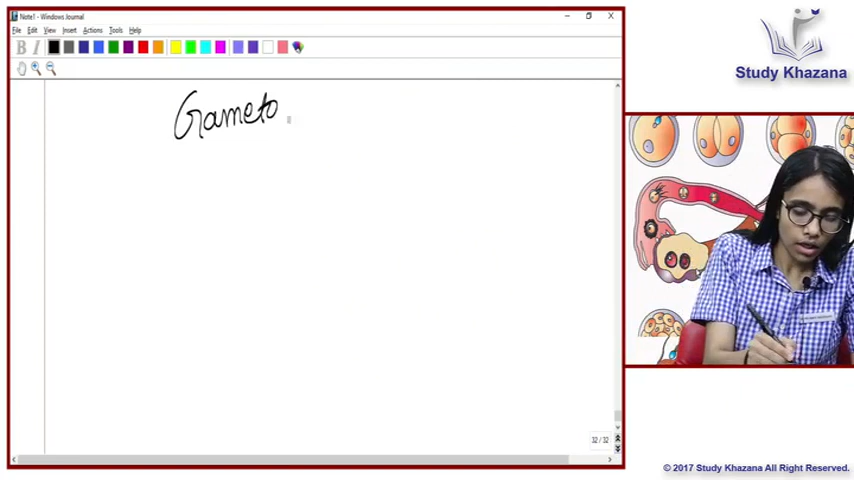 Note1 - Windows Journal
File Edit View Insert Actions Tools Help
B I
Gameto
32 / 32
Study Khazana
© 2017 Study Khazana All Right Reserved.